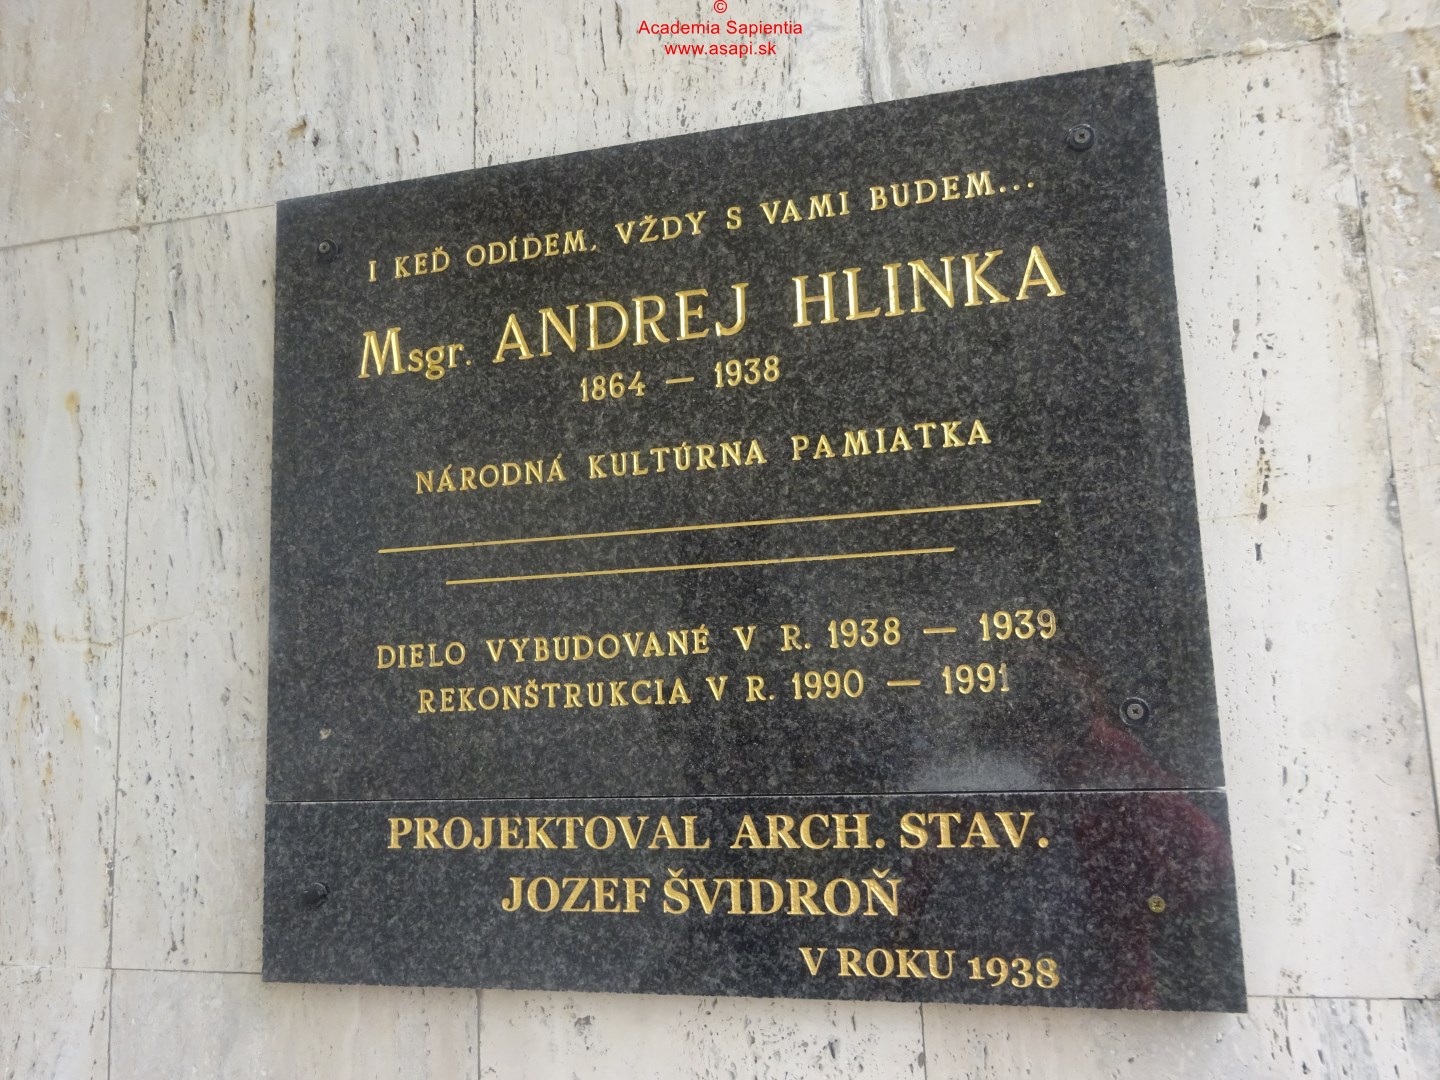 ©
Academia Sapientia
www.asapi.sk
I KEĎ ODÍDEM, VŽDY S VAMI BUDEM...
Msgr. ANDREJ HLINKA
1864 — 1938
NÁRODNÁ KULTÚRNA PAMIATKA
DIELO VYBUDOVANÉ V R. 1938 — 1939
REKONŠTRUKCIA V R. 1990 — 1991
PROJEKTOVAL ARCH. STAV.
JOZEF ŠVIDROŇ
V ROKU 1938